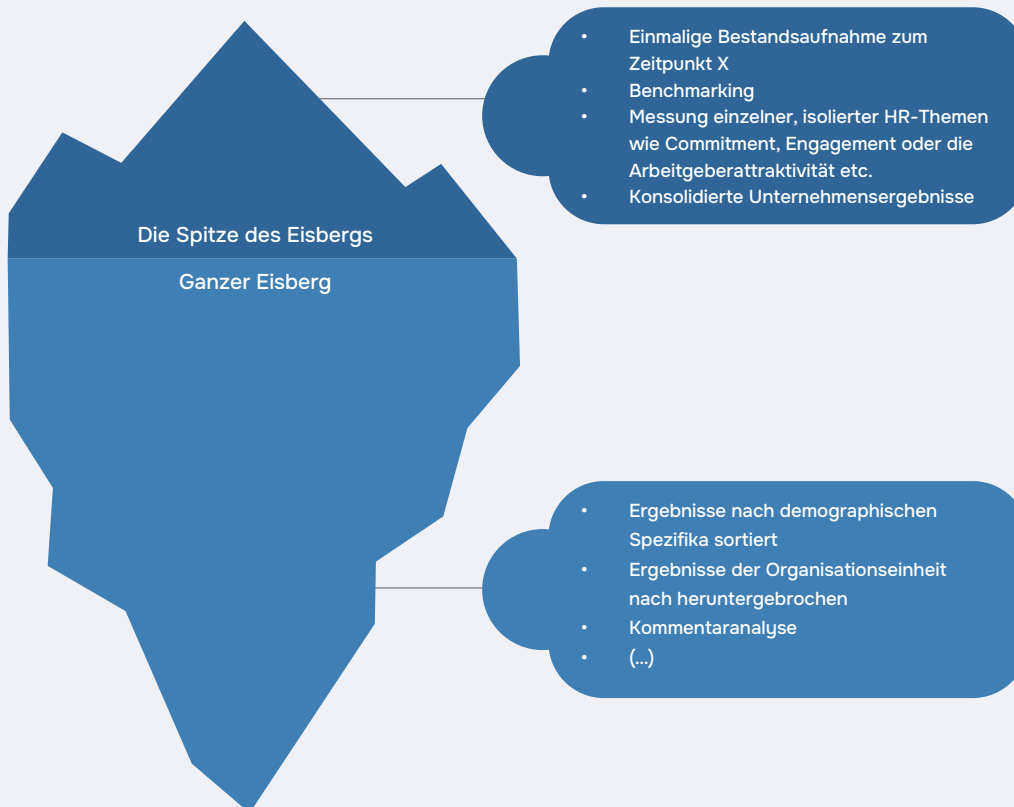 Die Spitze des Eisbergs
Ganzer Eisberg
• Einmalige Bestandsaufnahme zum
Zeitpunkt X
• Benchmarking
• Messung einzelner, isolierter HR-Themen
wie Commitment, Engagement oder die
Arbeitgeberattraktivität etc.
• Konsolidierte Unternehmensergebnisse
• Ergebnisse nach demographischen
Spezifika sortiert
• Ergebnisse der Organisationseinheit
nach heruntergebrochen
• Kommentaranalyse
• (...)